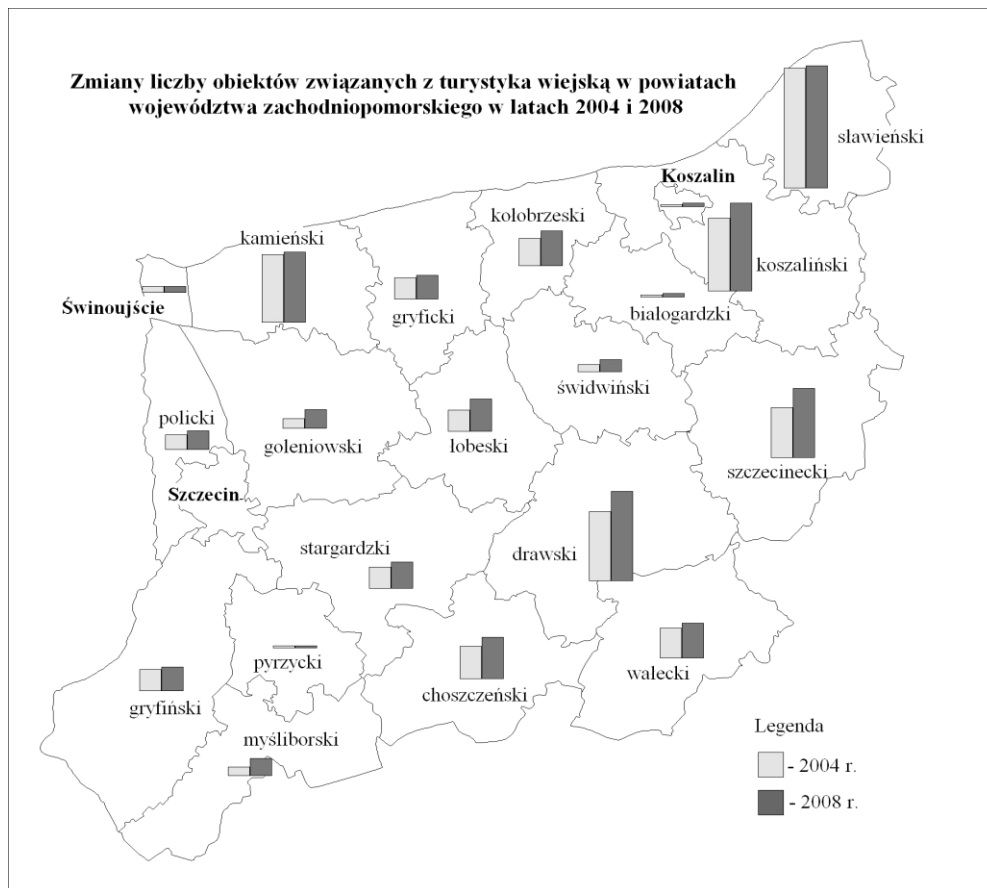 Zmiany liczby obiektów związanych z turystyka wiejską w powiatach
województwa zachodniopomorskiego w latach 2004 i 2008
sławieński
Koszalin
kołobrzeski
kamieński
koszaliński
Świnoujście
gryficki
białogardzki
świdwiński
policki
goleniowski
łobeski
szczecinecki
Szczecin
stargardzki
drawski
pyrzycki
wałecki
gryfiński
choszczeński
myśliborski
Legenda
- 2004 r.
- 2008 r.